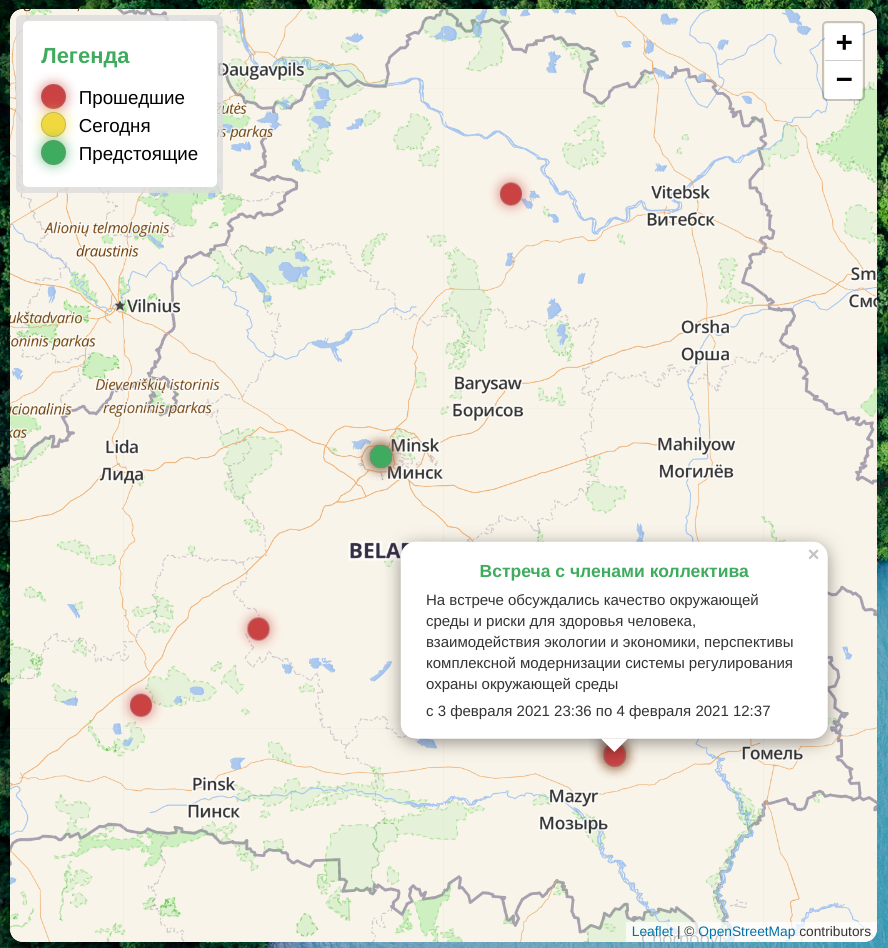 Легенда
Прошедшие
Сегодня
Предстоящие
+
−
Daugavpils
utės
s parkas
Vitebsk
Витебск
Alionių telmologinis
draustinis
Sm
Смо
Vilnius
ukštadvario
oninis parkas
Orsha
Орша
Dieveniškių istorinis
regioninis parkas
Barysaw
Борисов
cionalinis
kas
Lida
Лида
Minsk
Минск
Mahilyow
Могилёв
BELA
×
Встреча с членами коллектива
На встрече обсуждались качество окружающей
среды и риски для здоровья человека,
взаимодействия экологии и экономики, перспективы
комплексной модернизации системы регулирования
охраны окружающей среды
с 3 февраля 2021 23:36 по 4 февраля 2021 12:37
Гомель
Pinsk
Пинск
Mazyr
Мозырь
Leaflet | © OpenStreetMap contributors